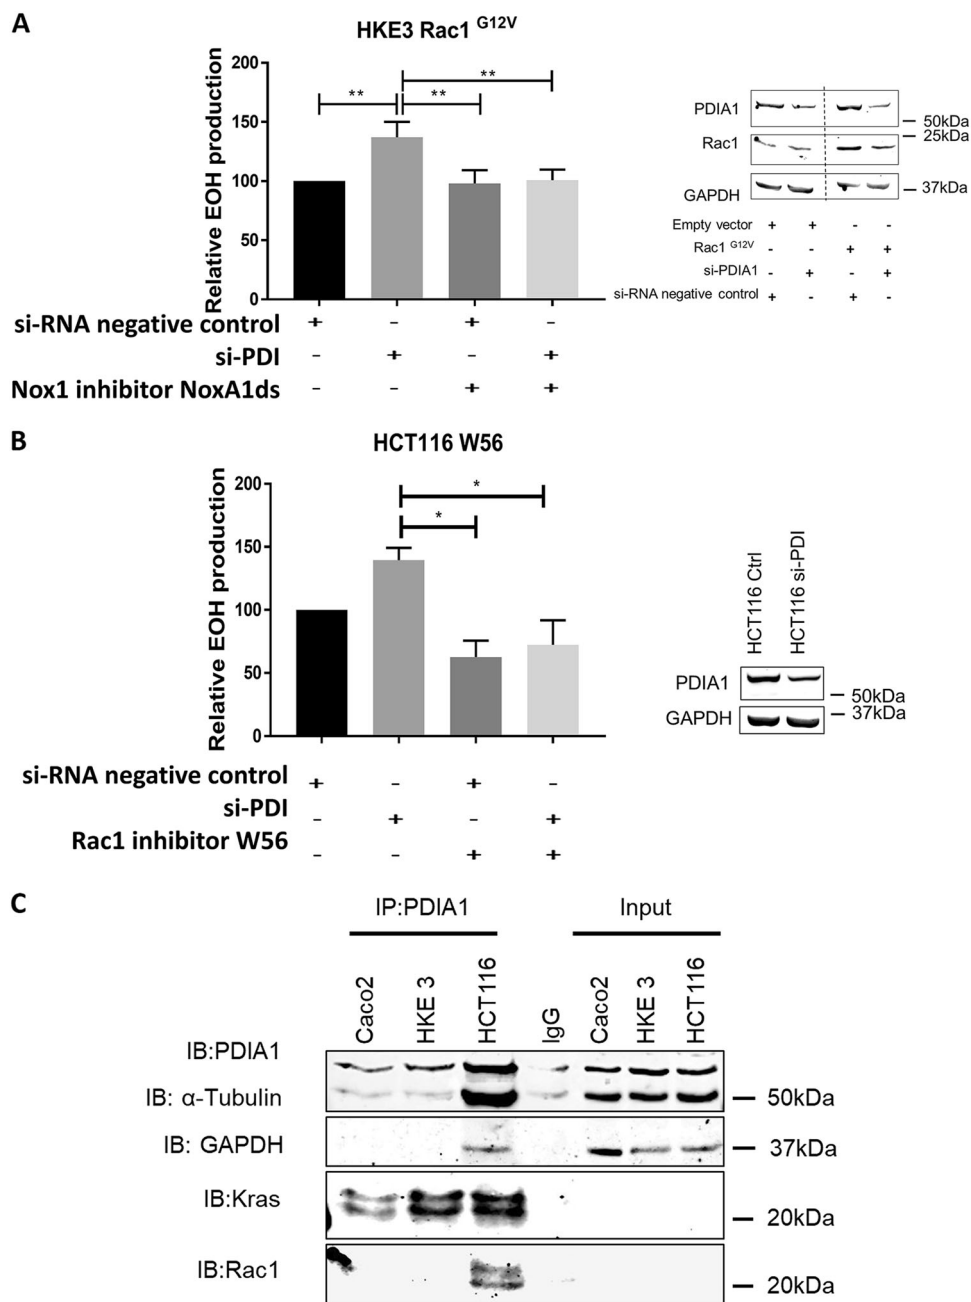 A
HKE3 Rac1 G12V
Relative EOH production
200
150
100
50
0
** ** **
si-RNA negative control + - + -
si-PDI - + - +
Nox1 inhibitor NoxA1ds - - + +
PDIA1
50kDa
25kDa
Rac1
GAPDH
37kDa
Empty vector + + - -
Rac1 G12V - - + +
si-PDIA1 - + - +
si-RNA negative control + - + -
B
HCT116 W56
Relative EOH production
200
150
100
50
0
*
*
si-RNA negative control + - + -
si-PDI - + - +
Rac1 inhibitor W56 - - + +
HCT116 Ctrl
HCT116 si-PDI
PDIA1
50kDa
GAPDH
37kDa
C
IP:PDIA1 Input
Caco2 HKE 3 HCT116 IgG Caco2 HKE 3 HCT116
IB:PDIA1
IB: α-Tubulin 50kDa
IB: GAPDH 37kDa
IB:Kras 20kDa
IB:Rac1 20kDa